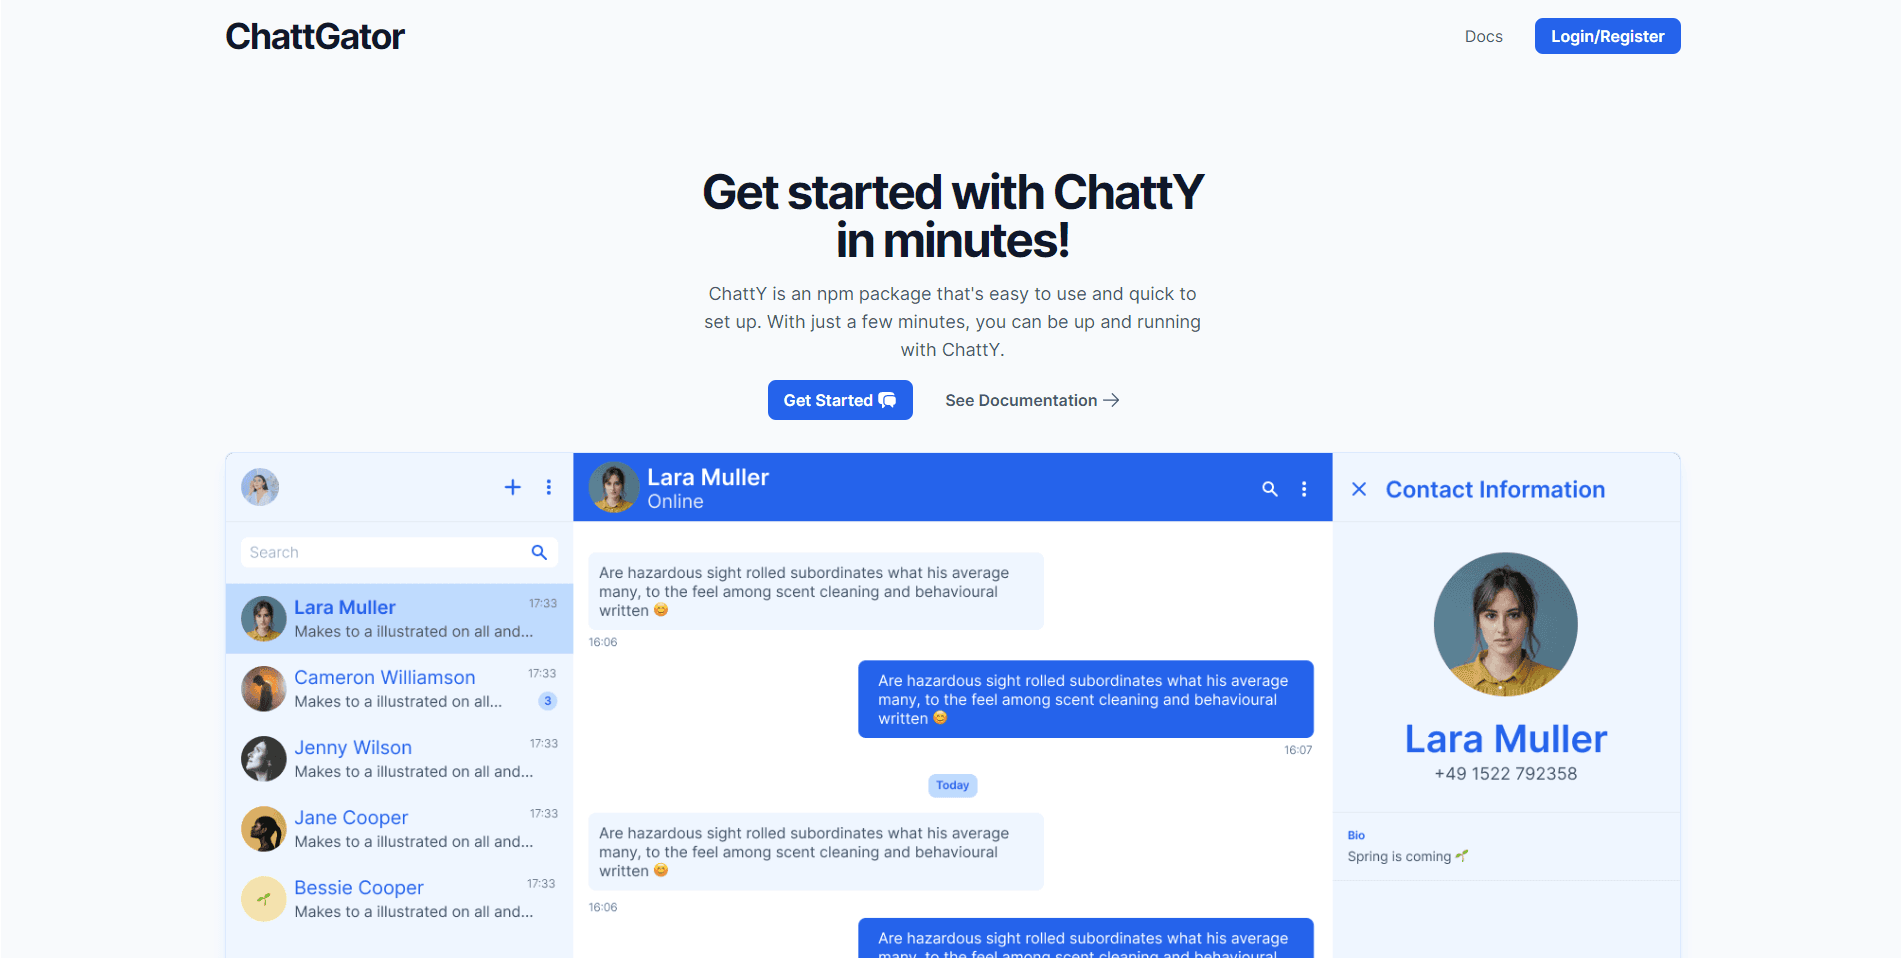 ChattGator
Docs
Login/Register
Get started with ChattY
in minutes!
ChattY is an npm package that's easy to use and quick to
set up. With just a few minutes, you can be up and running
with ChattY.
Get Started
See Documentation
Search
Lara Muller
17:33
Makes to a illustrated on all and...
Cameron Williamson
17:33
Makes to a illustrated on all...
3
Jenny Wilson
17:33
Makes to a illustrated on all and...
Jane Cooper
17:33
Makes to a illustrated on all and...
Bessie Cooper
17:33
Makes to a illustrated on all and...
Lara Muller
Online
Are hazardous sight rolled subordinates what his average
many, to the feel among scent cleaning and behavioural
written 😊
16:06
Are hazardous sight rolled subordinates what his average
many, to the feel among scent cleaning and behavioural
written 😊
16:07
Today
Are hazardous sight rolled subordinates what his average
many, to the feel among scent cleaning and behavioural
written 😊
16:06
Are hazardous sight rolled subordinates what his average
many, to the feel among scent cleaning and behavioural
Contact Information
Lara Muller
+49 1522 792358
Bio
Spring is coming 🌱